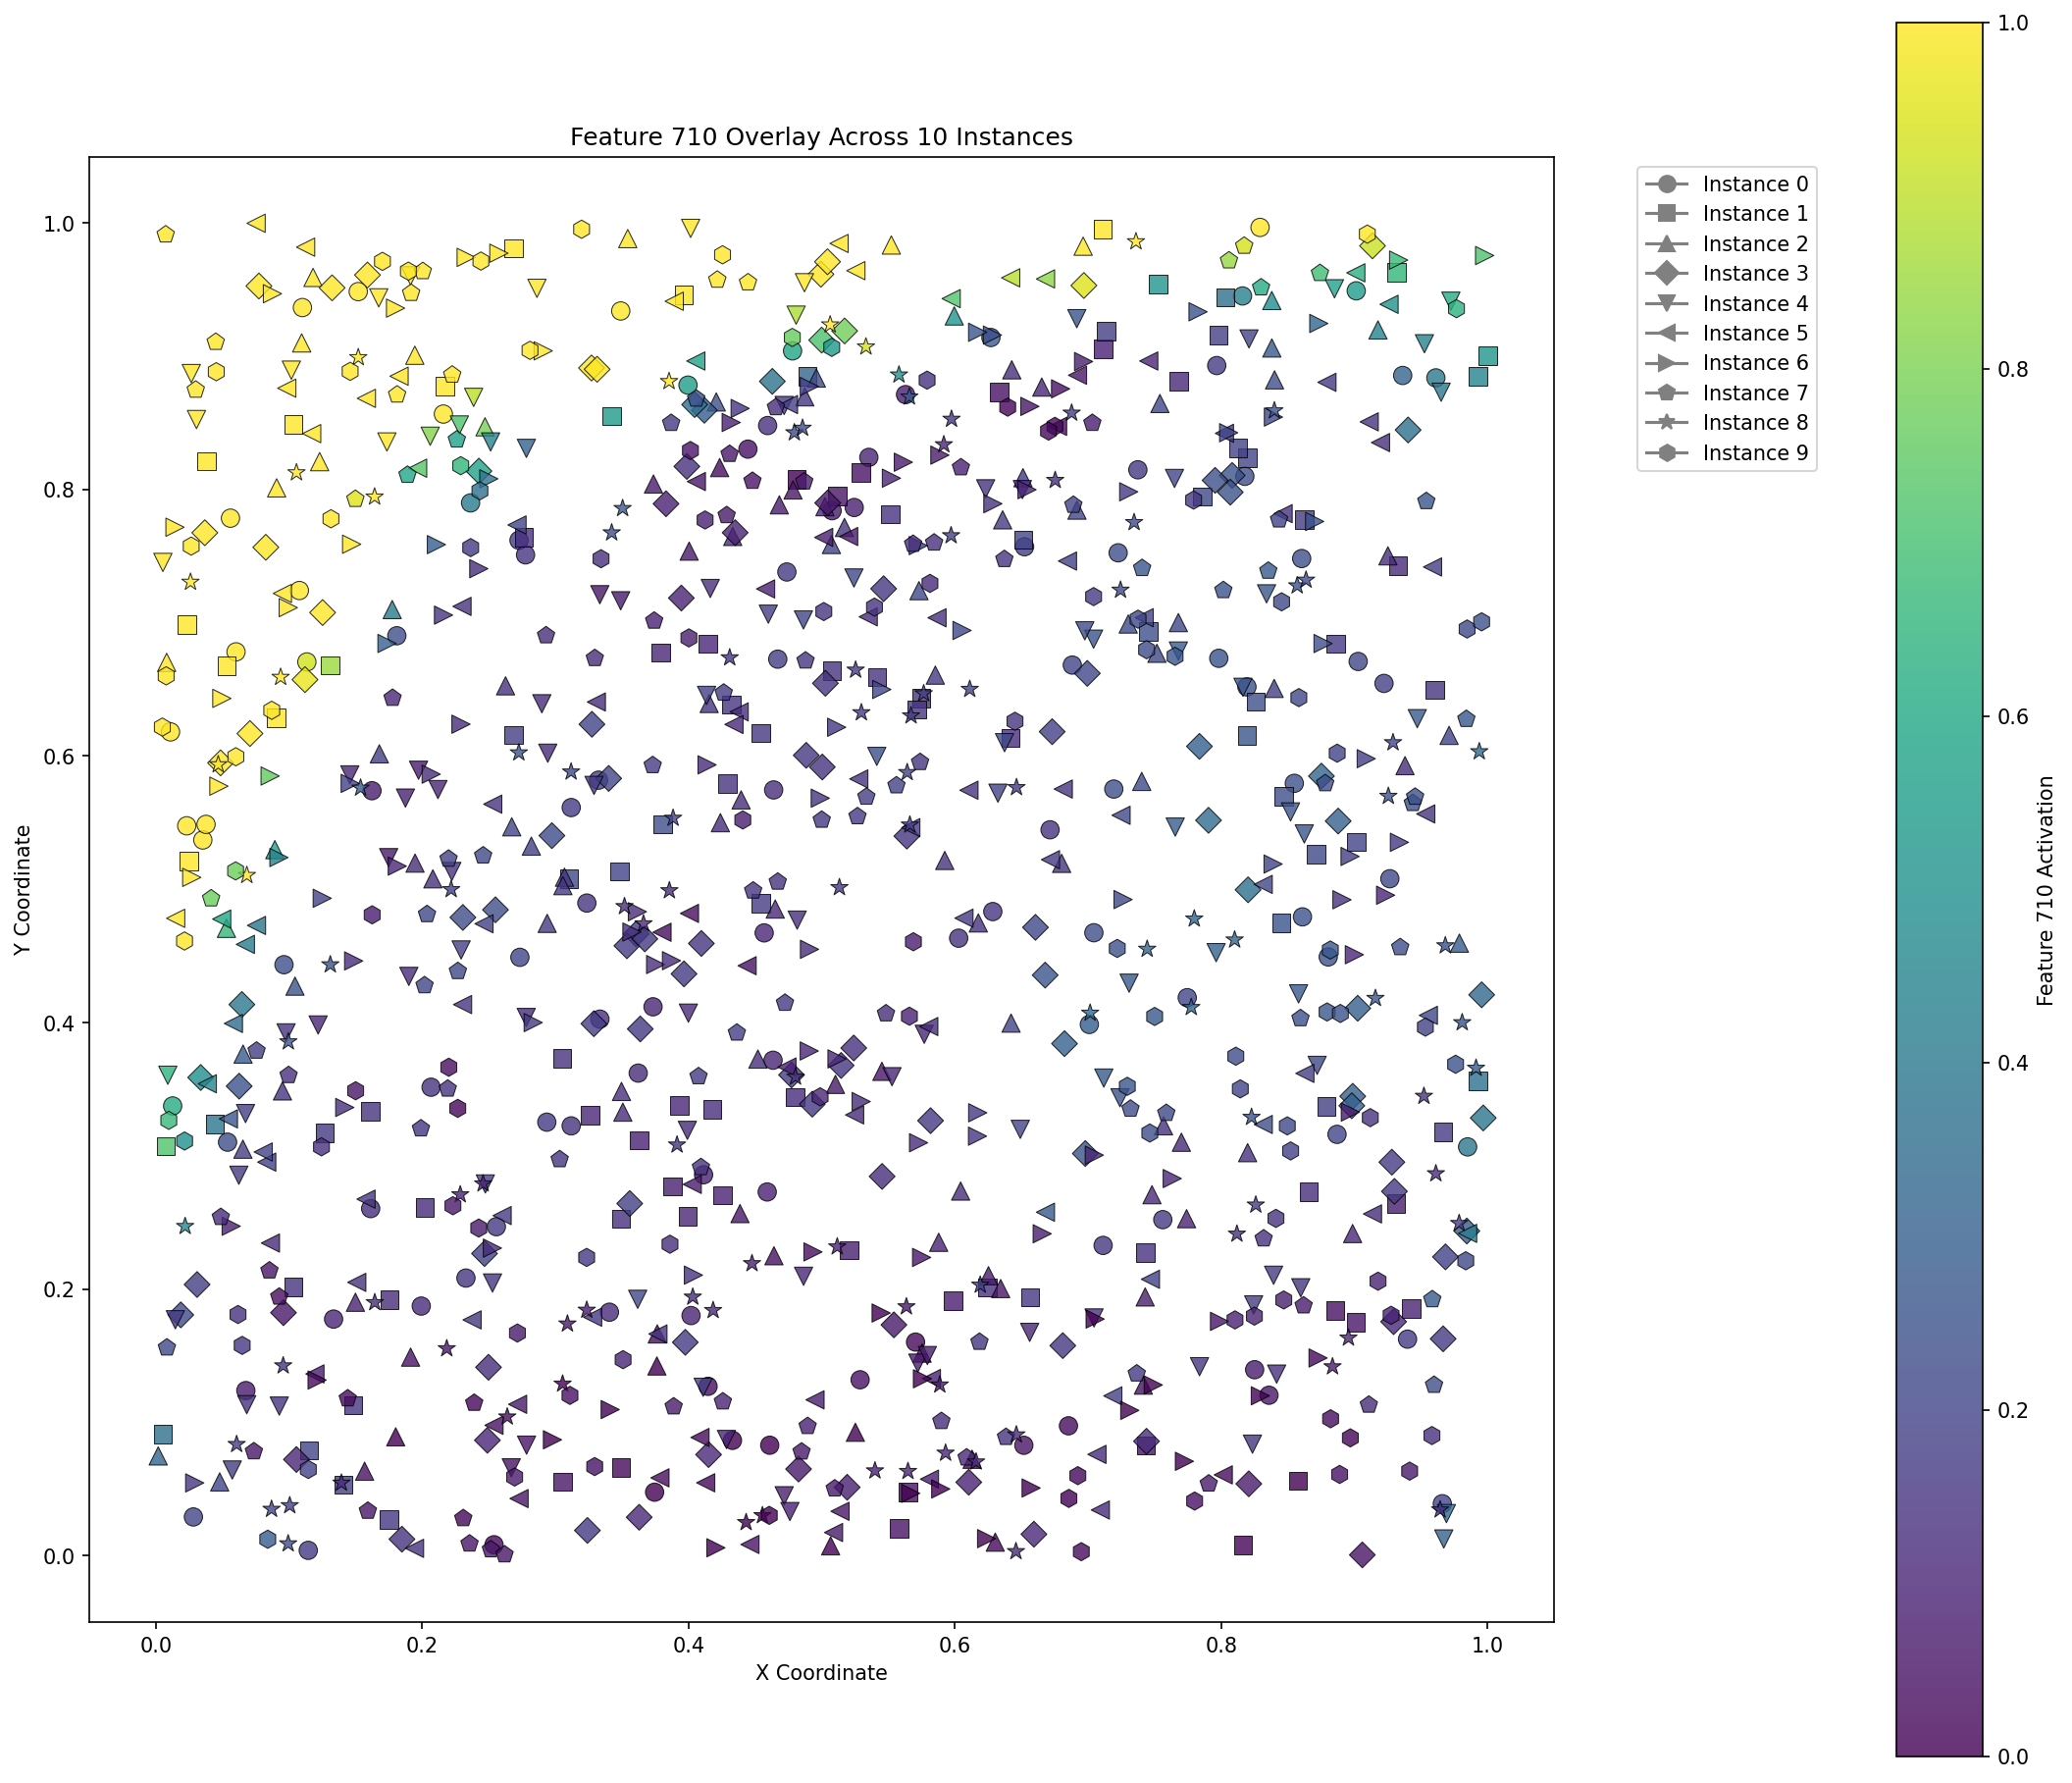 Feature 710 Overlay Across 10 Instances
1.0
0.8
0.6
0.4
0.2
0.0
Y Coordinate
0.0
0.2
0.4
0.6
0.8
1.0
X Coordinate
Instance 0
Instance 1
Instance 2
Instance 3
Instance 4
Instance 5
Instance 6
Instance 7
Instance 8
Instance 9
1.0
0.8
0.6
0.4
0.2
0.0
Feature 710 Activation